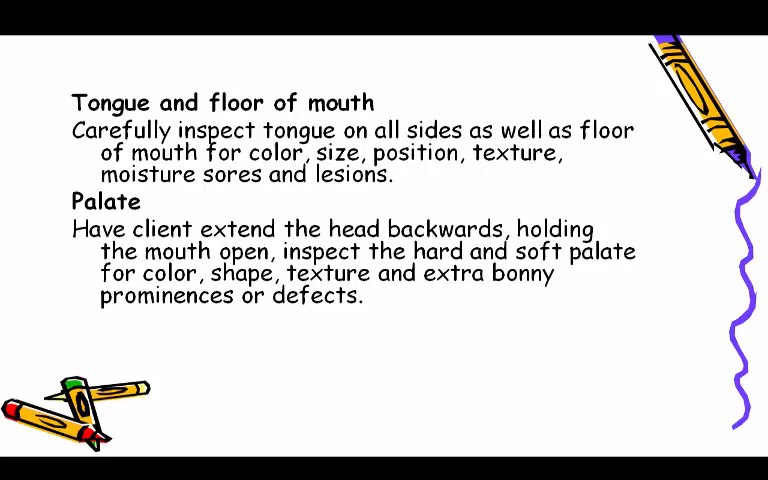 Tongue and floor of mouth
Carefully inspect tongue on all sides as well as floor
of mouth for color, size, position, texture,
moisture sores and lesions.
Palate
Have client extend the head backwards, holding
the mouth open, inspect the hard and soft palate
for color, shape, texture and extra bonny
prominences or defects.